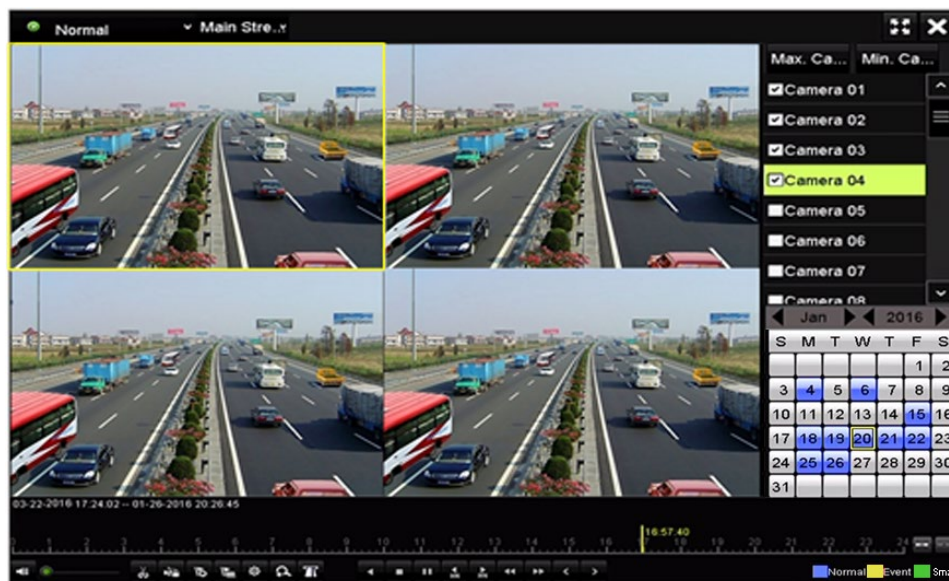 Normal Main Stre..
Max. Ca... Min. Ca...
Camera 01
Camera 02
Camera 03
Camera 04
Camera 05
Camera 06
Camera 07
Camera 08
Jan 2016
S M T W T F S
1 2
3 4 5 6 7 8 9
10 11 12 13 14 15 16
17 18 19 20 21 22 23
24 25 26 27 28 29 30
31
03-22-2016 17:24:02 -- 01-26-2016 20:26:45
16:57:40
0 1 2 3 4 5 6 7 8 9 10 11 12 13 14 15 16 17 18 19 20 21 22 23 24
Normal Event Sma